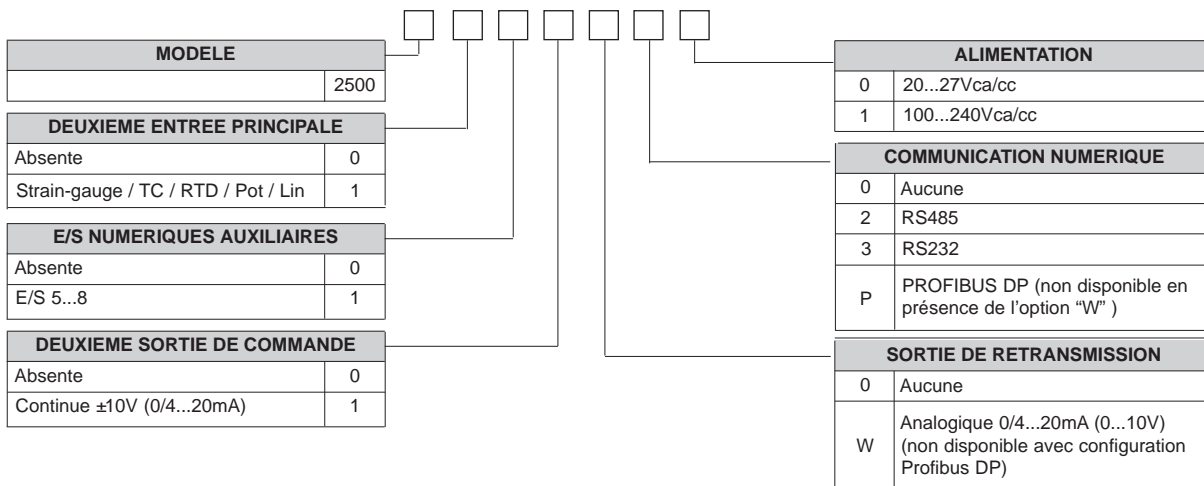 MODELE
2500
DEUXIEME ENTREE PRINCIPALE
Absente 0
Strain-gauge / TC / RTD / Pot / Lin 1
E/S NUMERIQUES AUXILIAIRES
Absente 0
E/S 5...8 1
DEUXIEME SORTIE DE COMMANDE
Absente 0
Continue ±10V (0/4...20mA) 1
ALIMENTATION
0 20...27Vca/cc
1 100...240Vca/cc
COMMUNICATION NUMERIQUE
0 Aucune
2 RS485
3 RS232
P PROFIBUS DP (non disponible en
présence de l'option “W” )
SORTIE DE RETRANSMISSION
0 Aucune
W Analogique 0/4...20mA (0...10V)
(non disponible avec configuration
Profibus DP)